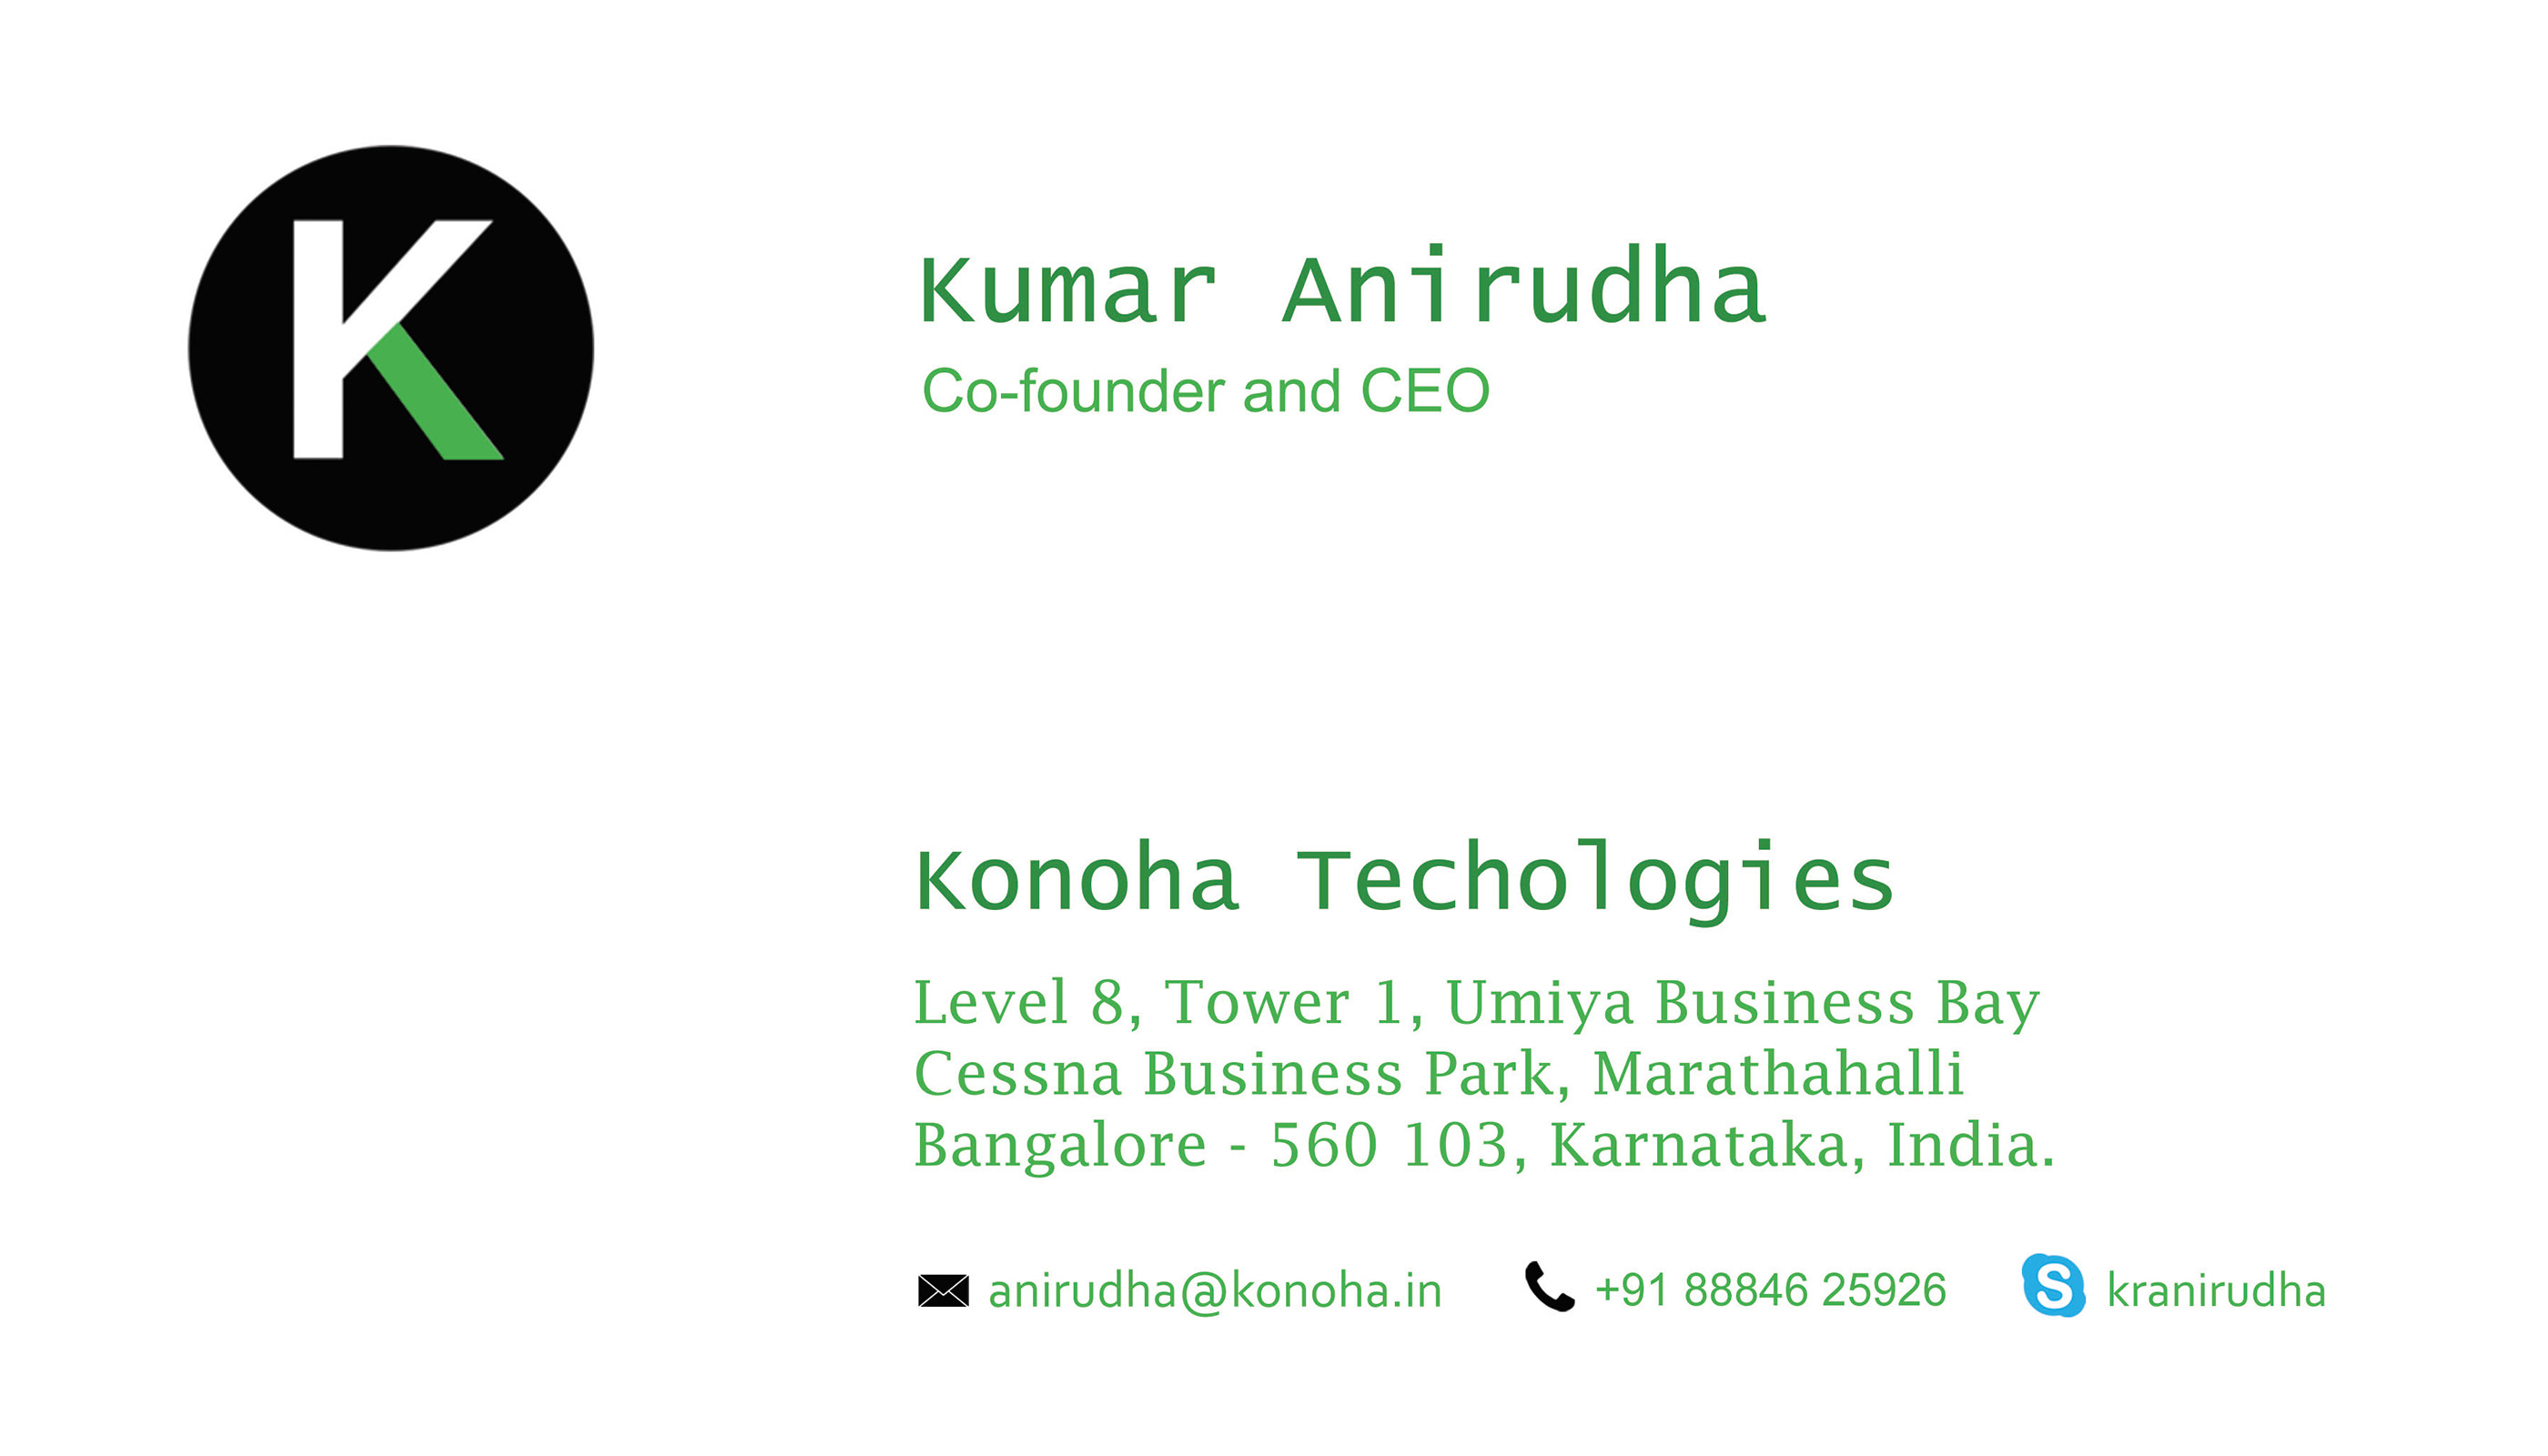 K
Kumar Anirudha
Co-founder and CEO
Konoha Techologies
Level 8, Tower 1, Umiya Business Bay
Cessna Business Park, Marathahalli
Bangalore - 560 103, Karnataka, India.
anirudha@konoha.in +91 88846 25926 kranirudha